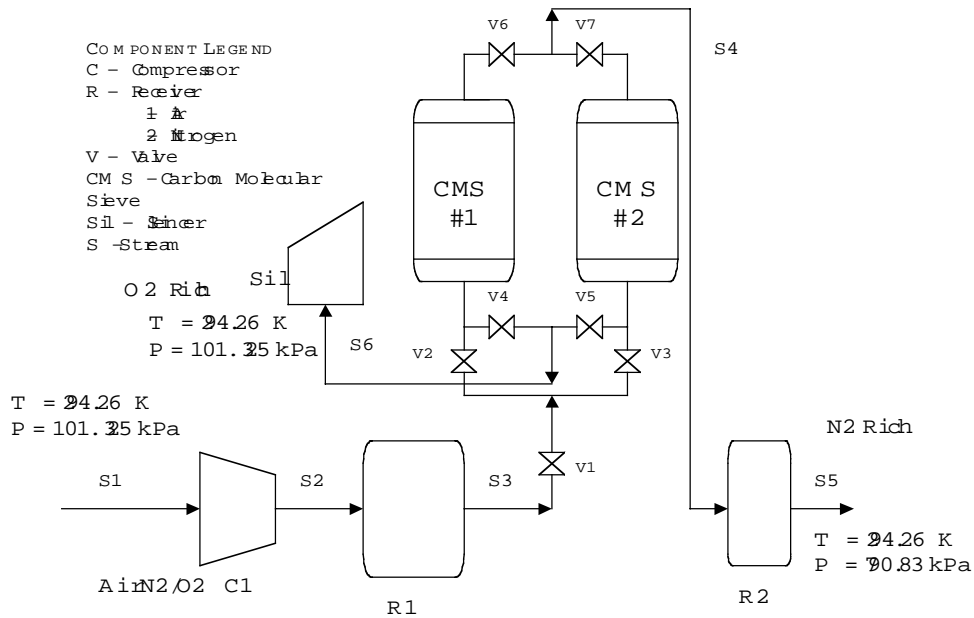 COMPONENT LEGEND
C - Compressor
R - Receiver
1- Air
2- Nitrogen
V - Valve
CMS - Carbon Molecular
Sieve
Sil - Silencer
S - Stream
V6
V7
S4
CMS
#1
CMS
#2
Sil
O2 Rich
T = 294.26 K
P = 101.325 kPa
S6
V4
V5
V2
V3
T = 294.26 K
P = 101.325 kPa
N2 Rich
S1
S2
S3
V1
S5
T = 294.26 K
P = 790.83 kPa
Air N2/O2 C1
R1
R2